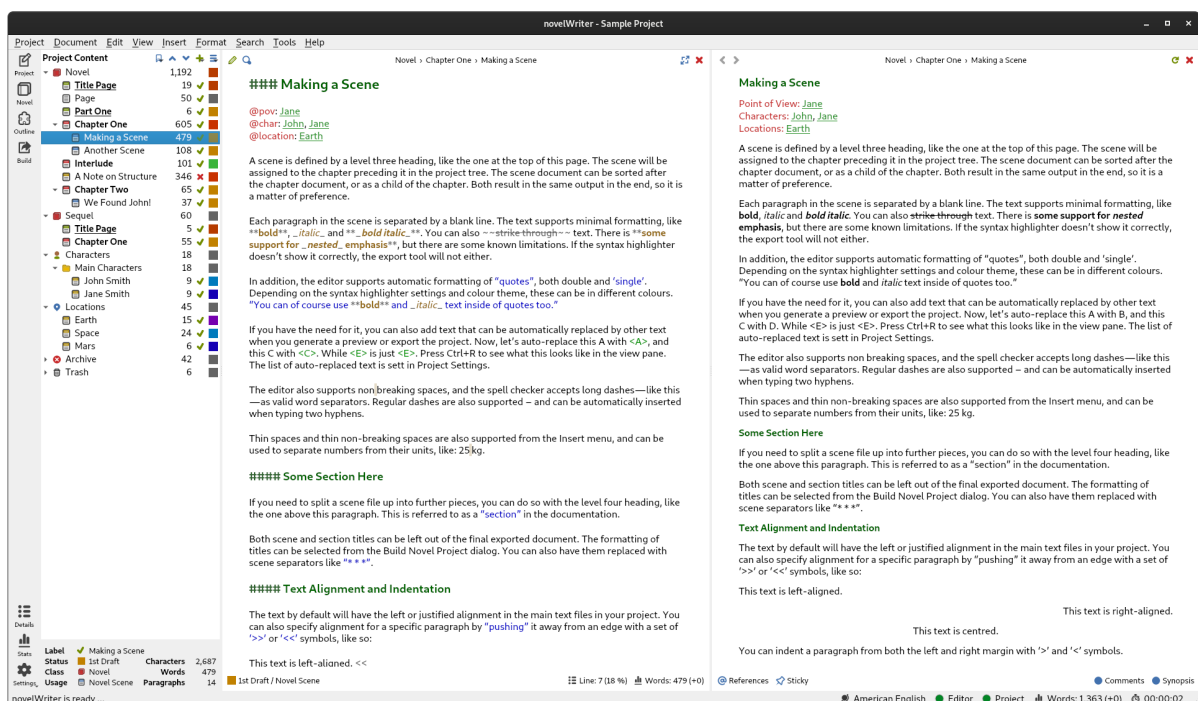 novelWriter - Sample Project
Project Document Edit View Insert Format Search Tools Help
Project
Novel
Outline
Build
Details
Stats
Settings
Project Content
Novel 1,192
Title Page 19
Page 50
Part One 6
Chapter One 605
Making a Scene 479
Another Scene 108
Interlude 101
A Note on Structure 346
Chapter Two 65
We Found John! 37
Sequel 60
Title Page 5
Chapter One 55
Characters 18
Main Characters 18
John Smith 9
Jane Smith 9
Locations 45
Earth 15
Space 24
Mars 6
Archive 42
Trash 6
Label Making a Scene
Status 1st Draft Characters 2,687
Class Novel Words 479
Usage Novel Scene Paragraphs 14
Novel › Chapter One › Making a Scene
### Making a Scene
@pov: Jane
@char: John, Jane
@location: Earth
A scene is defined by a level three heading, like the one at the top of this page. The scene will be
assigned to the chapter preceding it in the project tree. The scene document can be sorted after
the chapter document, or as a child of the chapter. Both result in the same output in the end, so it is
a matter of preference.
Each paragraph in the scene is separated by a blank line. The text supports minimal formatting, like
**bold**, _italic_ and **_bold italic_**. You can also ~~strike through~~ text. There is **some
support for _nested_ emphasis**, but there are some known limitations. If the syntax highlighter
doesn't show it correctly, the export tool will not either.
In addition, the editor supports automatic formatting of “quotes”, both double and ‘single’.
Depending on the syntax highlighter settings and colour theme, these can be in different colours.
“You can of course use **bold** and _italic_ text inside of quotes too.”
If you have the need for it, you can also add text that can be automatically replaced by other text
when you generate a preview or export the project. Now, let's auto-replace this A with <A>, and
this C with <C>. While <E> is just <E>. Press Ctrl+R to see what this looks like in the view pane.
The list of auto-replaced text is sett in Project Settings.
The editor also supports non breaking spaces, and the spell checker accepts long dashes—like this
—as valid word separators. Regular dashes are also supported – and can be automatically inserted
when typing two hyphens.
Thin spaces and thin non-breaking spaces are also supported from the Insert menu, and can be
used to separate numbers from their units, like: 25 kg.
#### Some Section Here
If you need to split a scene file up into further pieces, you can do so with the level four heading, like
the one above this paragraph. This is referred to as a “section” in the documentation.
Both scene and section titles can be left out of the final exported document. The formatting of
titles can be selected from the Build Novel Project dialog. You can also have them replaced with
scene separators like “* * *”.
#### Text Alignment and Indentation
The text by default will have the left or justified alignment in the main text files in your project. You
can also specify alignment for a specific paragraph by “pushing” it away from an edge with a set of
‘>>’ or ‘<<’ symbols, like so:
This text is left-aligned. <<
1st Draft / Novel Scene Line: 7 (18 %) Words: 479 (+0)
Novel › Chapter One › Making a Scene
Making a Scene
Point of View: Jane
Characters: John, Jane
Locations: Earth
A scene is defined by a level three heading, like the one at the top of this page. The scene will be
assigned to the chapter preceding it in the project tree. The scene document can be sorted after the
chapter document, or as a child of the chapter. Both result in the same output in the end, so it is a
matter of preference.
Each paragraph in the scene is separated by a blank line. The text supports minimal formatting, like
bold, italic and bold italic. You can also strike through text. There is some support for nested
emphasis, but there are some known limitations. If the syntax highlighter doesn't show it correctly,
the export tool will not either.
In addition, the editor supports automatic formatting of “quotes”, both double and ‘single’.
Depending on the syntax highlighter settings and colour theme, these can be in different colours.
“You can of course use bold and italic text inside of quotes too.”
If you have the need for it, you can also add text that can be automatically replaced by other text
when you generate a preview or export the project. Now, let's auto-replace this A with B, and this
C with D. While <E> is just <E>. Press Ctrl+R to see what this looks like in the view pane. The list of
auto-replaced text is sett in Project Settings.
The editor also supports non breaking spaces, and the spell checker accepts long dashes—like this
—as valid word separators. Regular dashes are also supported – and can be automatically inserted
when typing two hyphens.
Thin spaces and thin non-breaking spaces are also supported from the Insert menu, and can be
used to separate numbers from their units, like: 25 kg.
Some Section Here
If you need to split a scene file up into further pieces, you can do so with the level four heading, like
the one above this paragraph. This is referred to as a “section” in the documentation.
Both scene and section titles can be left out of the final exported document. The formatting of
titles can be selected from the Build Novel Project dialog. You can also have them replaced with
scene separators like “* * *”.
Text Alignment and Indentation
The text by default will have the left or justified alignment in the main text files in your project. You
can also specify alignment for a specific paragraph by “pushing” it away from an edge with a set of
‘>>’ or ‘<<’ symbols, like so:
This text is left-aligned.
This text is right-aligned.
This text is centred.
You can indent a paragraph from both the left and right margin with ‘>’ and ‘<’ symbols.
References Sticky Comments Synopsis
novelWriter is ready ... American English Editor Project Words: 1,363 (+0) 00:00:02